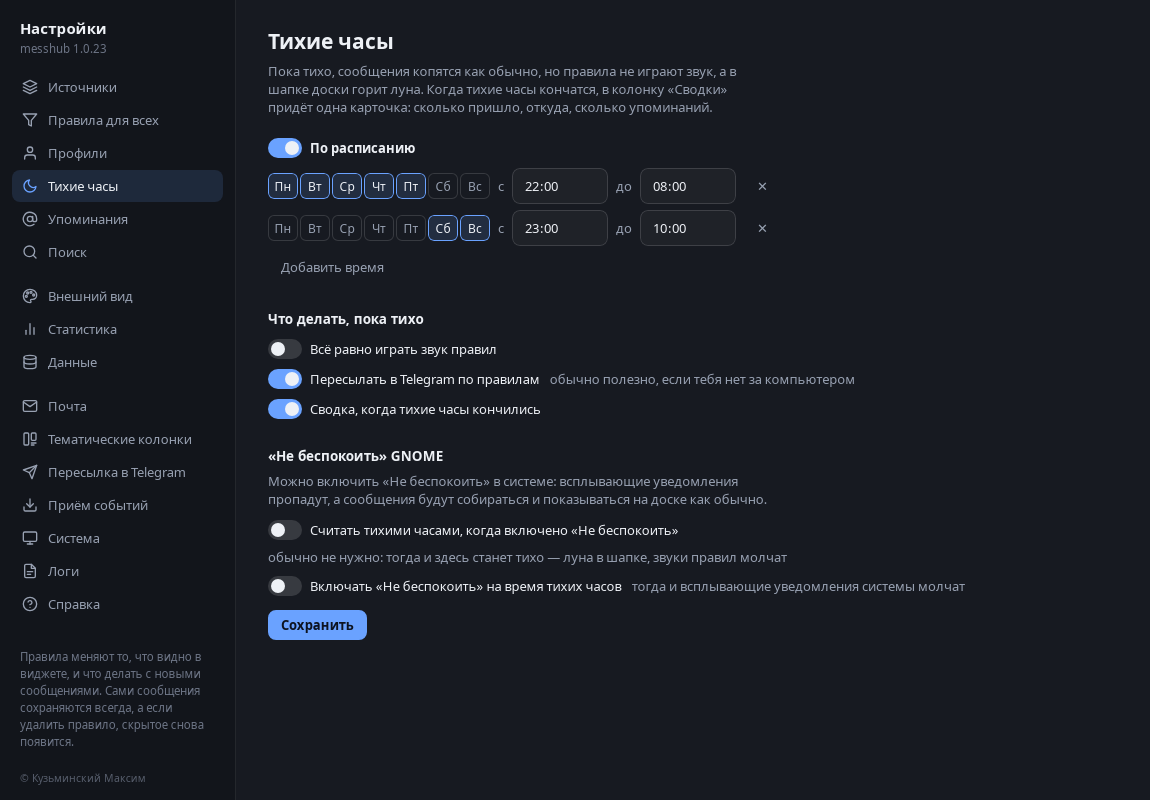 Настройки
messhub 1.0.23
Источники
Правила для всех
Профили
Тихие часы
Упоминания
Поиск
Внешний вид
Статистика
Данные
Почта
Тематические колонки
Пересылка в Telegram
Приём событий
Система
Логи
Справка
Правила меняют то, что видно в
виджете, и что делать с новыми
сообщениями. Сами сообщения
сохраняются всегда, а если
удалить правило, скрытое снова
появится.
© Кузьминский Максим
Тихие часы
Пока тихо, сообщения копятся как обычно, но правила не играют звук, а в
шапке доски горит луна. Когда тихие часы кончатся, в колонку «Сводки»
придёт одна карточка: сколько пришло, откуда, сколько упоминаний.
По расписанию
Пн Вт Ср Чт Пт Сб Вс с 22:00 до 08:00 ✕
Пн Вт Ср Чт Пт Сб Вс с 23:00 до 10:00 ✕
Добавить время
Что делать, пока тихо
Всё равно играть звук правил
Пересылать в Telegram по правилам обычно полезно, если тебя нет за компьютером
Сводка, когда тихие часы кончились
«Не беспокоить» GNOME
Можно включить «Не беспокоить» в системе: всплывающие уведомления
пропадут, а сообщения будут собираться и показываться на доске как обычно.
Считать тихими часами, когда включено «Не беспокоить»
обычно не нужно: тогда и здесь станет тихо — луна в шапке, звуки правил молчат
Включать «Не беспокоить» на время тихих часов тогда и всплывающие уведомления системы молчат
Сохранить